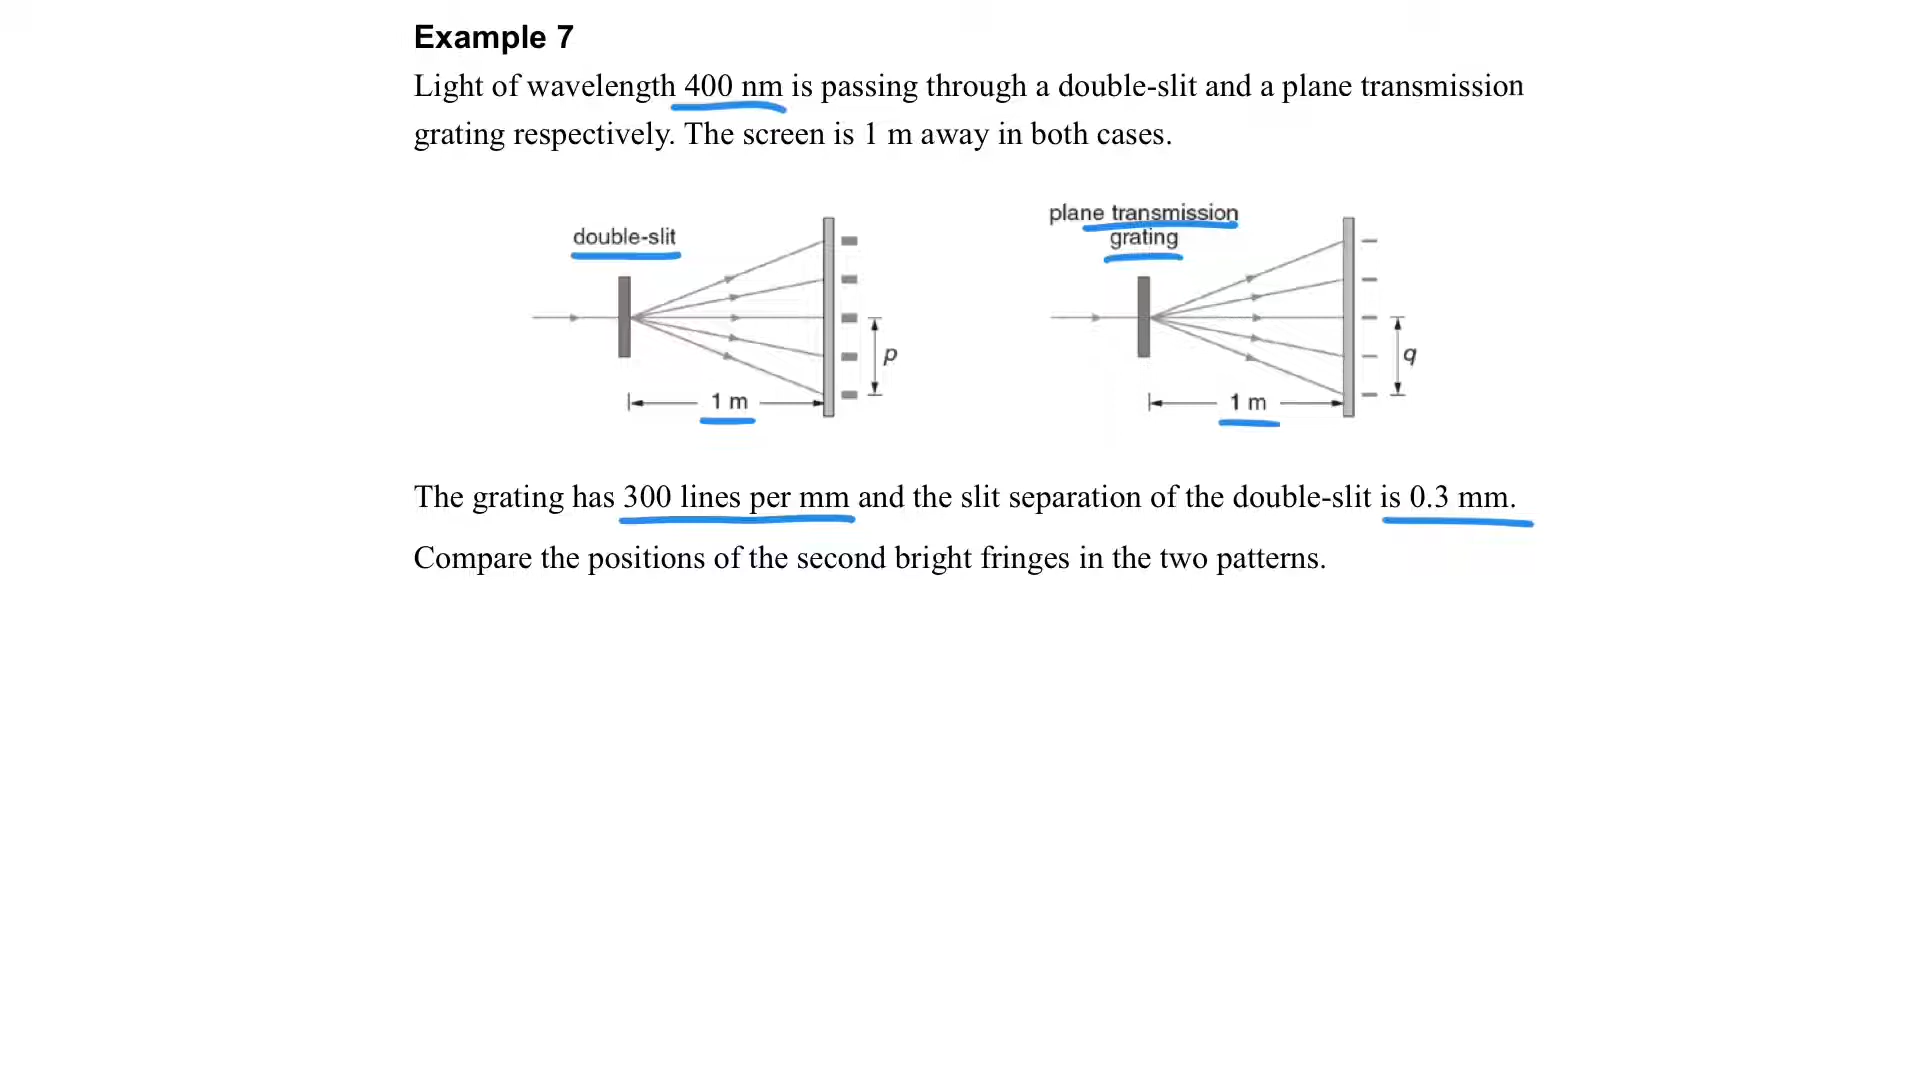 Example 7
Light of wavelength 400 nm is passing through a double-slit and a plane transmission
grating respectively. The screen is 1 m away in both cases.
double-slit
p
1 m
plane transmission
grating
q
1 m
The grating has 300 lines per mm and the slit separation of the double-slit is 0.3 mm.
Compare the positions of the second bright fringes in the two patterns.